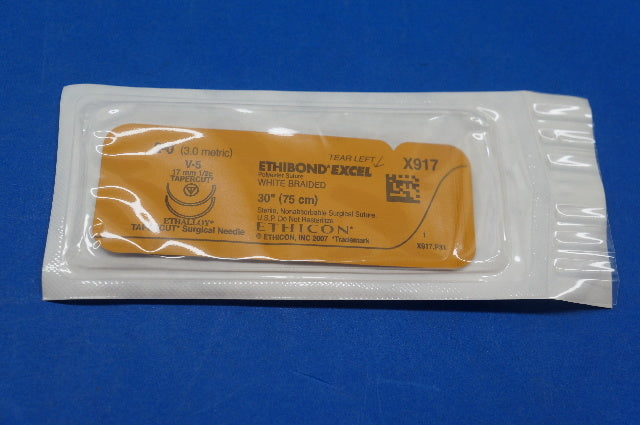 (3.0 metric)
V-5
17 mm 1/2c
TAPERCUT®
ETHALLOY®
TAPERCUT® Surgical Needle
TEAR LEFT
ETHIBOND® EXCEL
Polyester Suture
WHITE BRAIDED
30" (75 cm)
Sterile, Nonabsorbable Surgical Suture,
U.S.P. Do Not Resterilize
ETHICON®
© ETHICON, INC 2007 *Trademark
X917
1